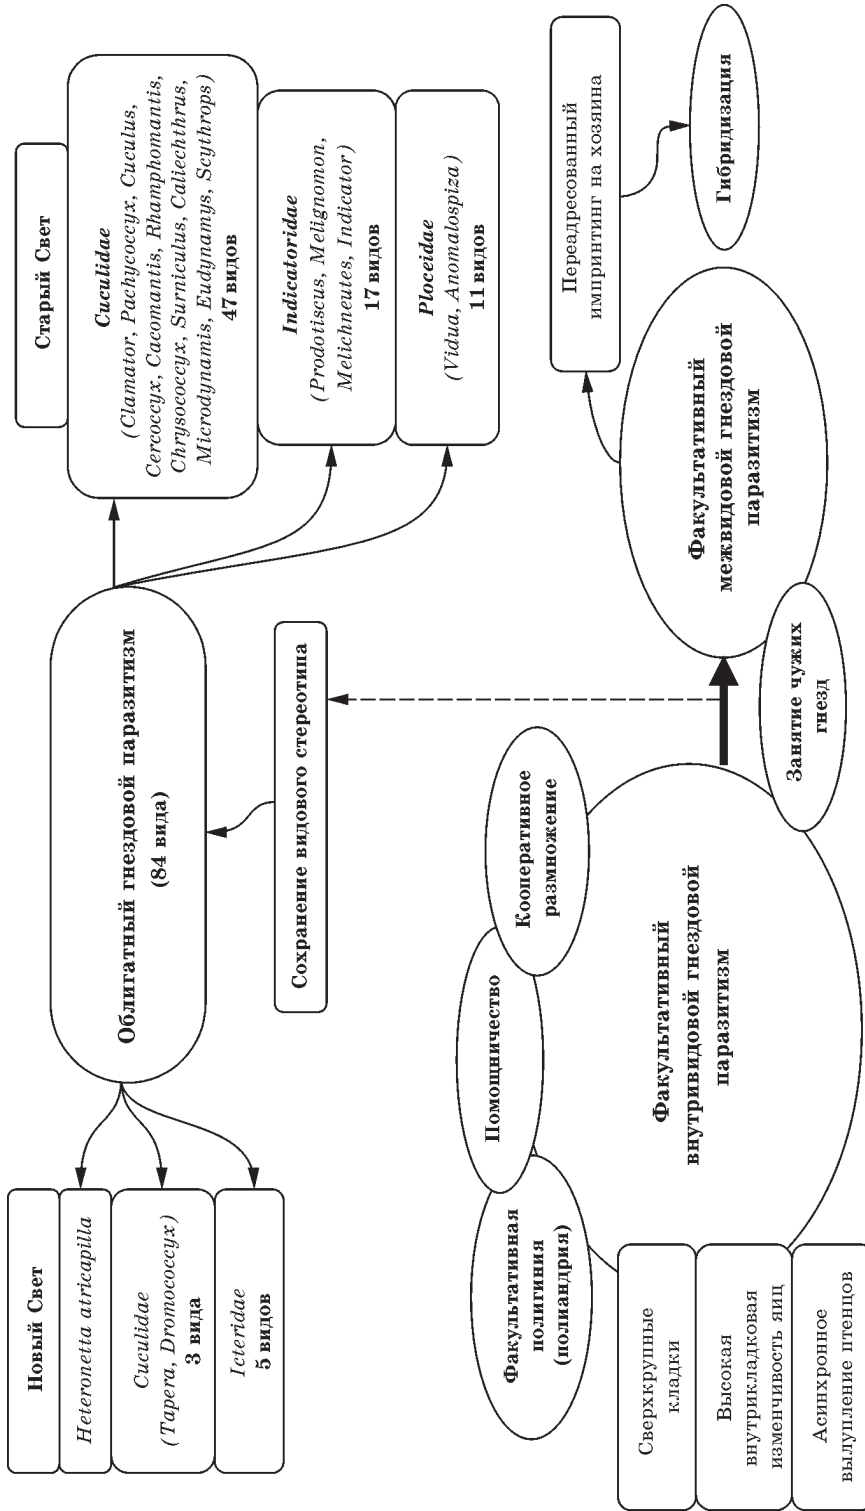 Новый Свет
Heteronetta atricapilla
Cuculidae
(Tapera, Dromococcyx)
3 вида
Icteridae
5 видов
Облигатный гнездовой паразитизм
(84 вида)
Старый Свет
Cuculidae
(Clamator, Pachycoccyx, Cuculus,
Cercoccyx, Cacomantis, Rhamphomantis,
Chrysococcyx, Surniculus, Caliechthrus,
Microdynamis, Eudynamys, Scythrops)
47 видов
Indicatoridae
(Prodotiscus, Melignomon,
Melichneutes, Indicator)
17 видов
Ploceidae
(Vidua, Anomalospiza)
11 видов
Сохранение видового стереотипа
Факультативная
полигиния
(полиандрия)
Помощничество
Кооперативное
размножение
Сверхкрупные
кладки
Высокая
внутрикладковая
изменчивость яиц
Асинхронное
вылупление птенцов
Факультативный
внутривидовой гнездовой
паразитизм
Занятие чужих
гнезд
Факультативный
межвидовой гнездовой
паразитизм
Переадресованный
импринтинг на хозяина
Гибридизация